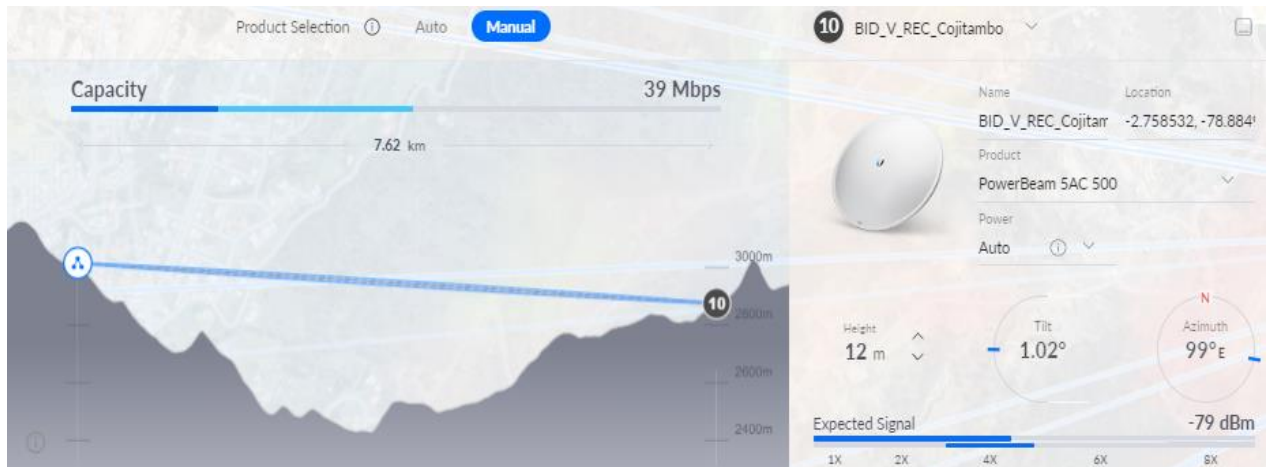 Product Selection Auto Manual
10 BID_V_REC_Cojitambo
Capacity 39 Mbps
7.62 km
3000m
2800m
2600m
2400m
10
Name Location
BID_V_REC_Cojitam -2.758532, -78.884
Product
PowerBeam 5AC 500
Power
Auto
N
Height Tilt Azimuth
12 m 1.02° 99° E
Expected Signal -79 dBm
1X 2X 4X 6X 8X